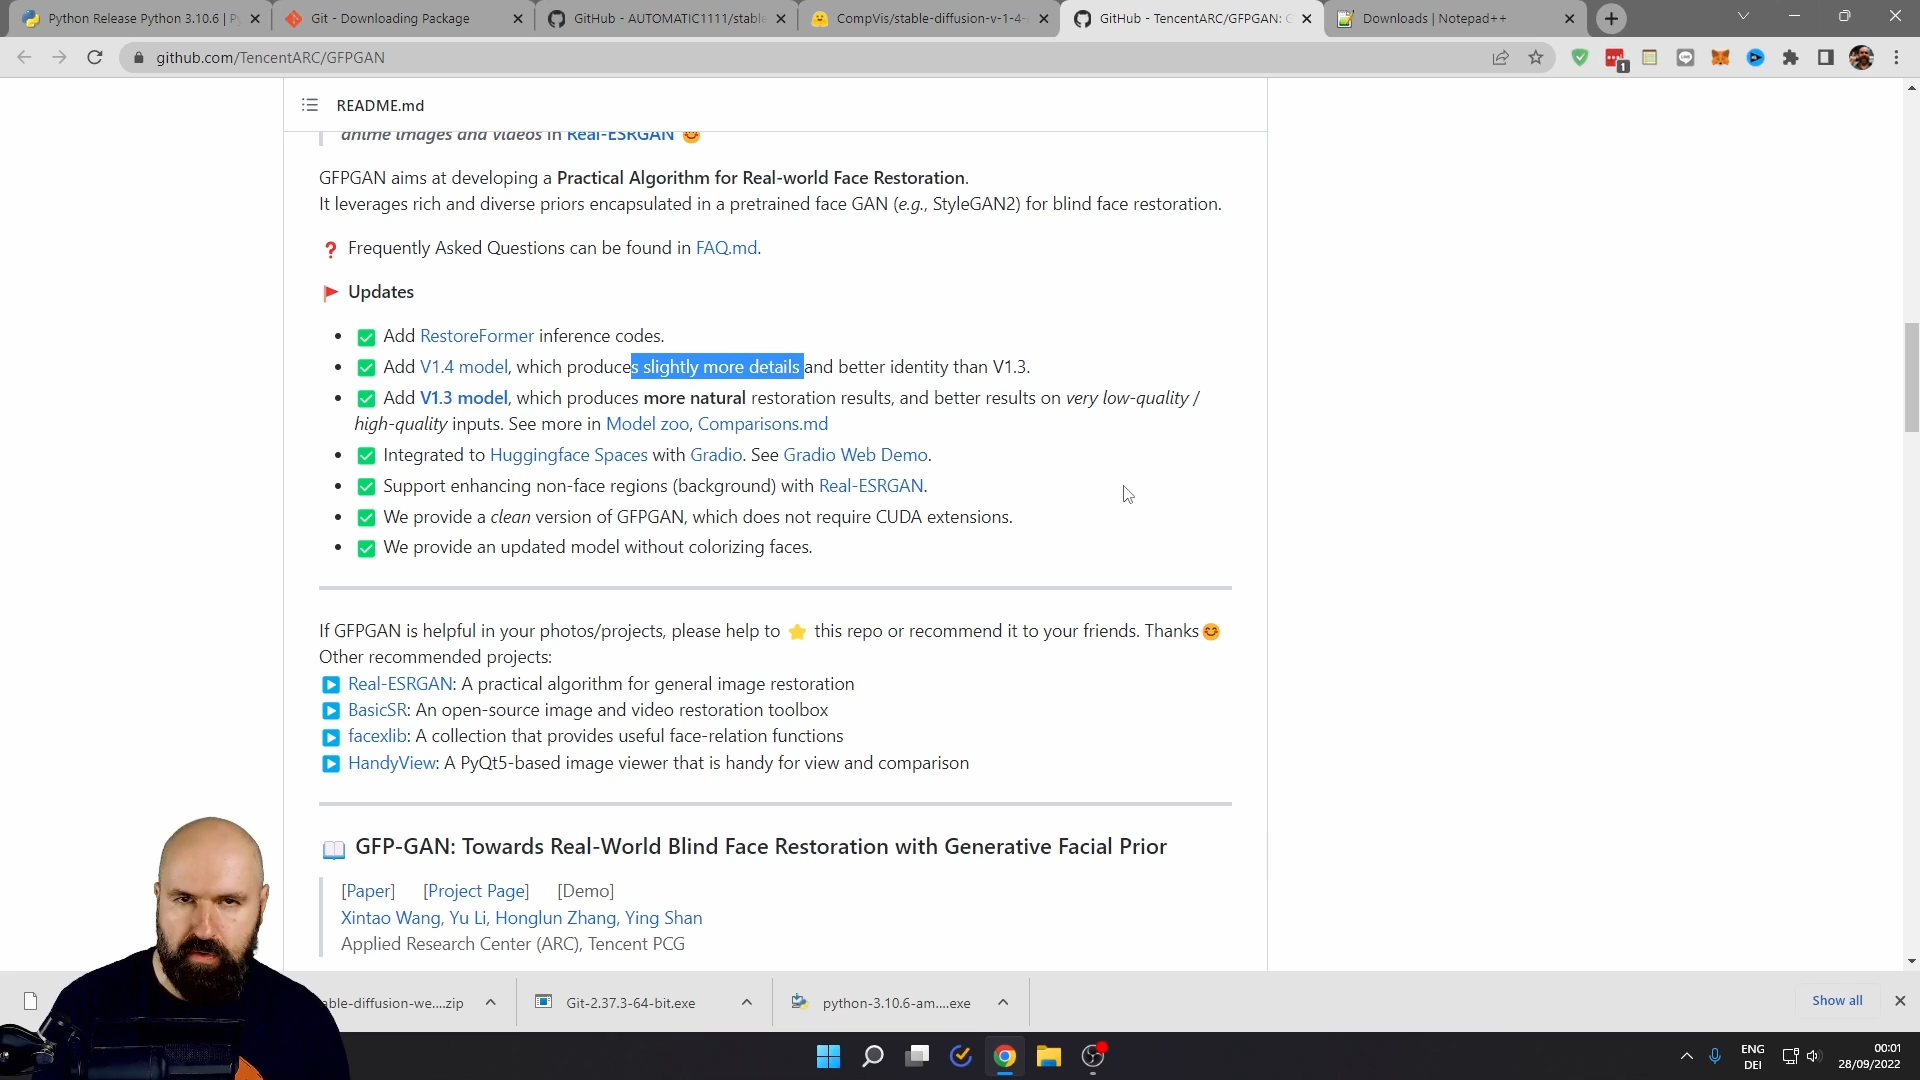 Python Release Python 3.10.6 | Py
Git - Downloading Package
GitHub - AUTOMATIC1111/stable
CompVis/stable-diffusion-v-1-4-
GitHub - TencentARC/GFPGAN: G
Downloads | Notepad++
github.com/TencentARC/GFPGAN
1
README.md
anime images and videos in Real-ESRGAN 😊
GFPGAN aims at developing a Practical Algorithm for Real-world Face Restoration.
It leverages rich and diverse priors encapsulated in a pretrained face GAN (e.g., StyleGAN2) for blind face restoration.
❓ Frequently Asked Questions can be found in FAQ.md.
🚩 Updates
• ✅ Add RestoreFormer inference codes.
• ✅ Add V1.4 model, which produces slightly more details and better identity than V1.3.
• ✅ Add V1.3 model, which produces more natural restoration results, and better results on very low-quality /
high-quality inputs. See more in Model zoo, Comparisons.md
• ✅ Integrated to Huggingface Spaces with Gradio. See Gradio Web Demo.
• ✅ Support enhancing non-face regions (background) with Real-ESRGAN.
• ✅ We provide a clean version of GFPGAN, which does not require CUDA extensions.
• ✅ We provide an updated model without colorizing faces.
If GFPGAN is helpful in your photos/projects, please help to ⭐ this repo or recommend it to your friends. Thanks😊
Other recommended projects:
▶️ Real-ESRGAN: A practical algorithm for general image restoration
▶️ BasicSR: An open-source image and video restoration toolbox
▶️ facexlib: A collection that provides useful face-relation functions
▶️ HandyView: A PyQt5-based image viewer that is handy for view and comparison
📖 GFP-GAN: Towards Real-World Blind Face Restoration with Generative Facial Prior
[Paper] [Project Page] [Demo]
Xintao Wang, Yu Li, Honglun Zhang, Ying Shan
Applied Research Center (ARC), Tencent PCG
able-diffusion-we....zip
Git-2.37.3-64-bit.exe
python-3.10.6-am....exe
Show all
ENG
DEI
00:01
28/09/2022